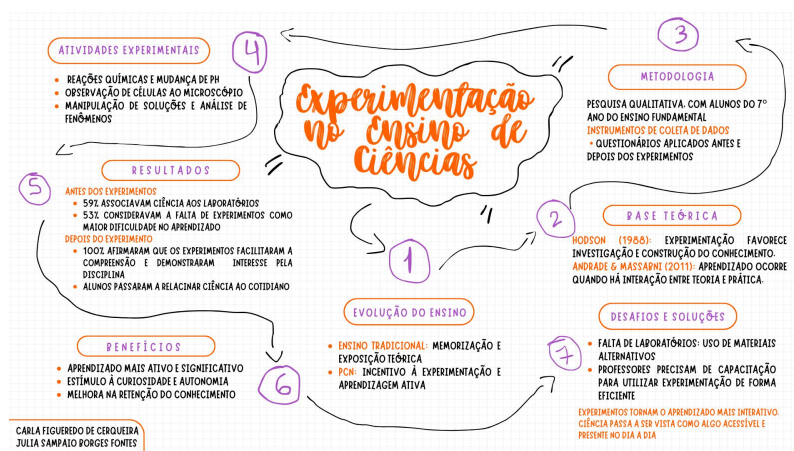 Experimentação
no Ensino de
Ciências
1
EVOLUÇÃO DO ENSINO
• ENSINO TRADICIONAL: MEMORIZAÇÃO E
EXPOSIÇÃO TEÓRICA
• PCN: INCENTIVO À EXPERIMENTAÇÃO E
APRENDIZAGEM ATIVA
2
BASE TEÓRICA
HODSON (1988): EXPERIMENTAÇÃO FAVORECE
INVESTIGAÇÃO E CONSTRUÇÃO DO CONHECIMENTO.
ANDRADE & MASSARNI (2011): APRENDIZADO OCORRE
QUANDO HÁ INTERAÇÃO ENTRE TEORIA E PRÁTICA.
3
METODOLOGIA
PESQUISA QUALITATIVA, COM ALUNOS DO 7º
ANO DO ENSINO FUNDAMENTAL
INSTRUMENTOS DE COLETA DE DADOS
• QUESTIONÁRIOS APLICADOS ANTES E
DEPOIS DOS EXPERIMENTOS
4
ATIVIDADES EXPERIMENTAIS
• REAÇÕES QUÍMICAS E MUDANÇA DE PH
• OBSERVAÇÃO DE CÉLULAS AO MICROSCÓPIO
• MANIPULAÇÃO DE SOLUÇÕES E ANÁLISE DE
FENÔMENOS
5
RESULTADOS
ANTES DOS EXPERIMENTOS
• 59% ASSOCIAVAM CIÊNCIA AOS LABORATÓRIOS
• 53% CONSIDERAVAM A FALTA DE EXPERIMENTOS COMO
MAIOR DIFICULDADE NO APRENDIZADO
DEPOIS DO EXPERIMENTO
• 100% AFIRMARAM QUE OS EXPERIMENTOS FACILITARAM A
COMPREENSÃO E DEMONSTRARAM INTERESSE PELA
DISCIPLINA
• ALUNOS PASSARAM A RELACINAR CIÊNCIA AO COTIDIANO
6
BENEFÍCIOS
• APRENDIZADO MAIS ATIVO E SIGNIFICATIVO
• ESTÍMULO À CURIOSIDADE E AUTONOMIA
• MELHORA NA RETENÇÃO DO CONHECIMENTO
7
DESAFIOS E SOLUÇÕES
• FALTA DE LABORATÓRIOS: USO DE MATERIAIS
ALTERNATIVOS
• PROFESSORES PRECISAM DE CAPACITAÇÃO
PARA UTILIZAR EXPERIMENTAÇÃO DE FORMA
EFICIENTE
EXPERIMENTOS TORNAM O APRENDIZADO MAIS INTERATIVO.
CIÊNCIA PASSA A SER VISTA COMO ALGO ACESSÍVEL E
PRESENTE NO DIA A DIA
CARLA FIGUEREDO DE CERQUEIRA
JULIA SAMPAIO BORGES FONTES